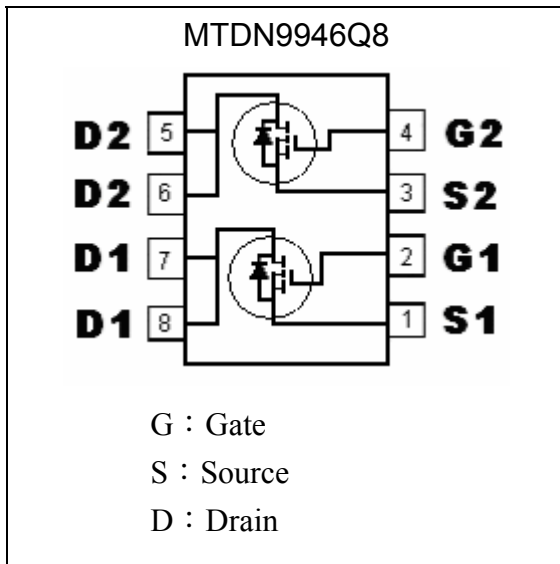 MTDN9946Q8
D2 5 4 G2
D2 6 3 S2
D1 7 2 G1
D1 8 1 S1
G：Gate
S：Source
D：Drain